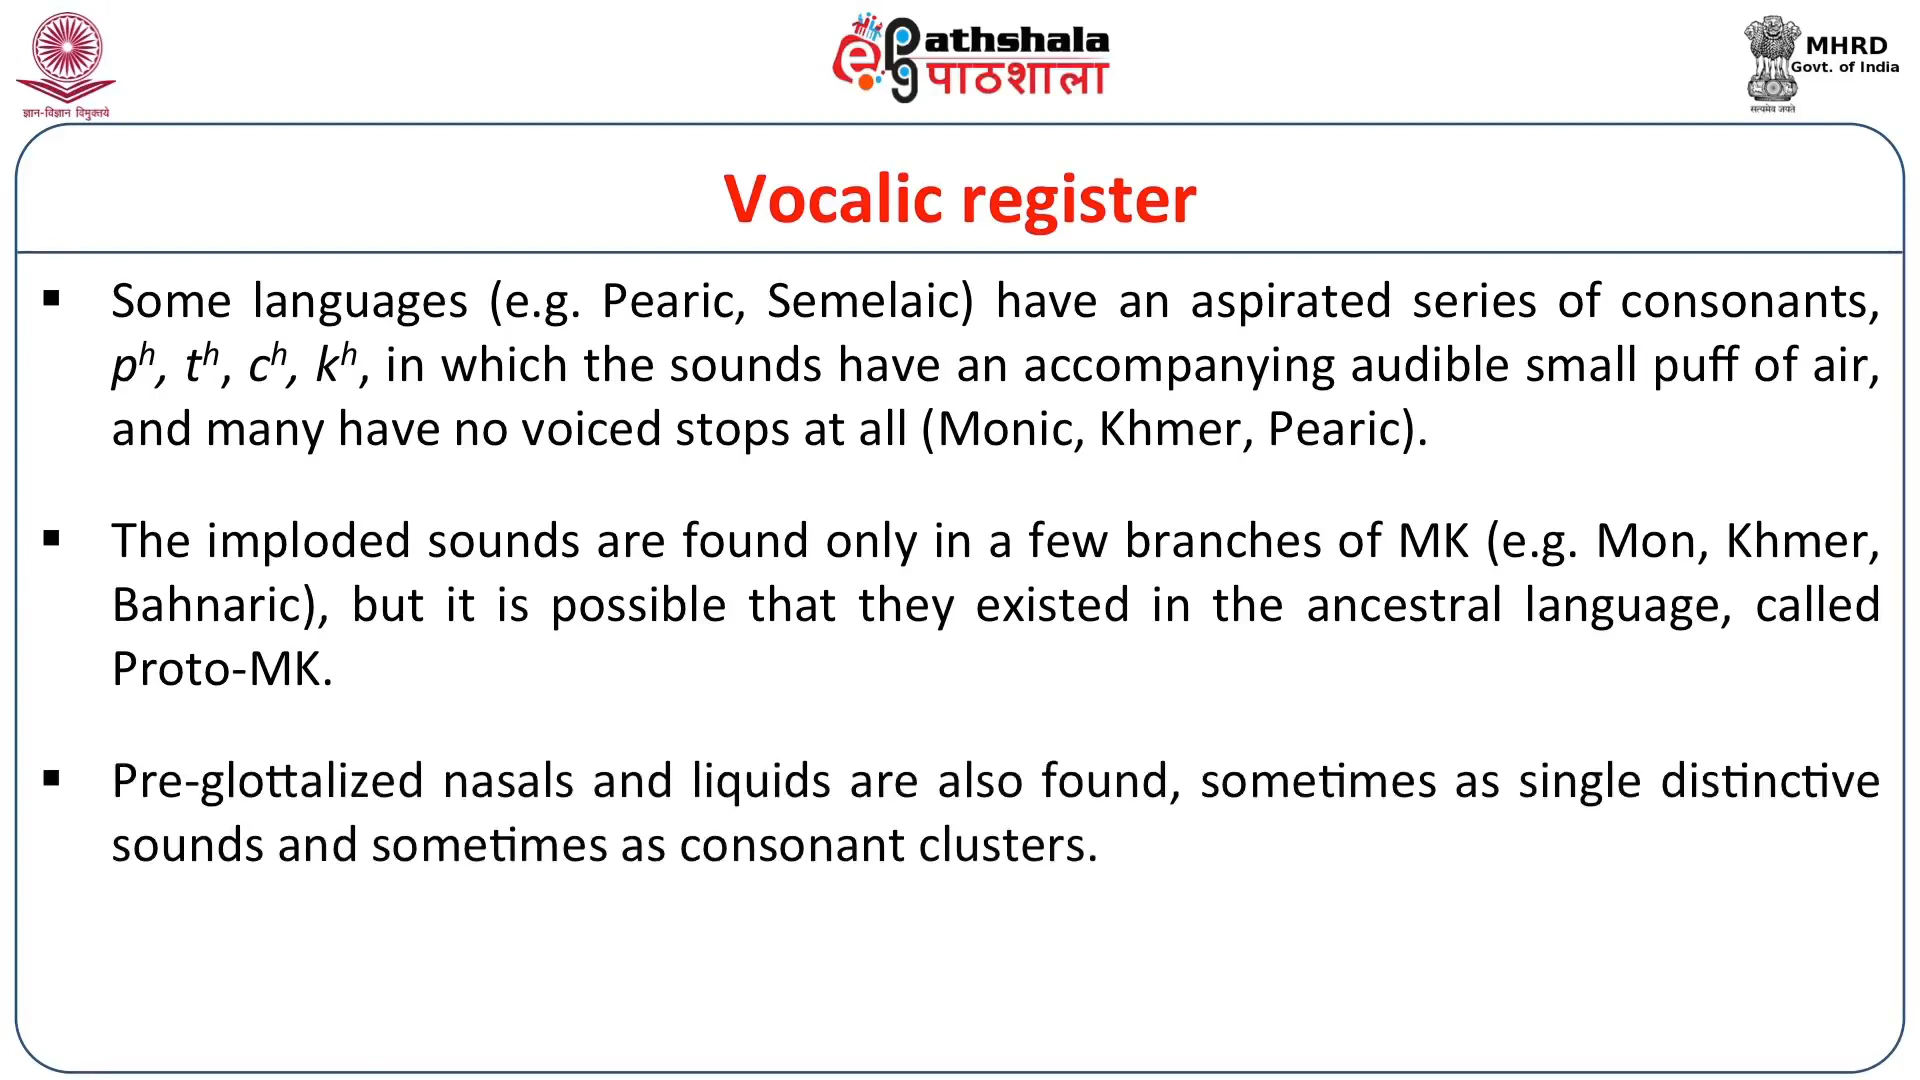 ज्ञान-विज्ञान विमुक्तये
ePG Pathshala
पाठशाला
MHRD
Govt. of India
सत्यमेव जयते
Vocalic register
▪ Some languages (e.g. Pearic, Semelaic) have an aspirated series of consonants,
pʰ, tʰ, cʰ, kʰ, in which the sounds have an accompanying audible small puff of air,
and many have no voiced stops at all (Monic, Khmer, Pearic).
▪ The imploded sounds are found only in a few branches of MK (e.g. Mon, Khmer,
Bahnaric), but it is possible that they existed in the ancestral language, called
Proto-MK.
▪ Pre-glottalized nasals and liquids are also found, sometimes as single distinctive
sounds and sometimes as consonant clusters.